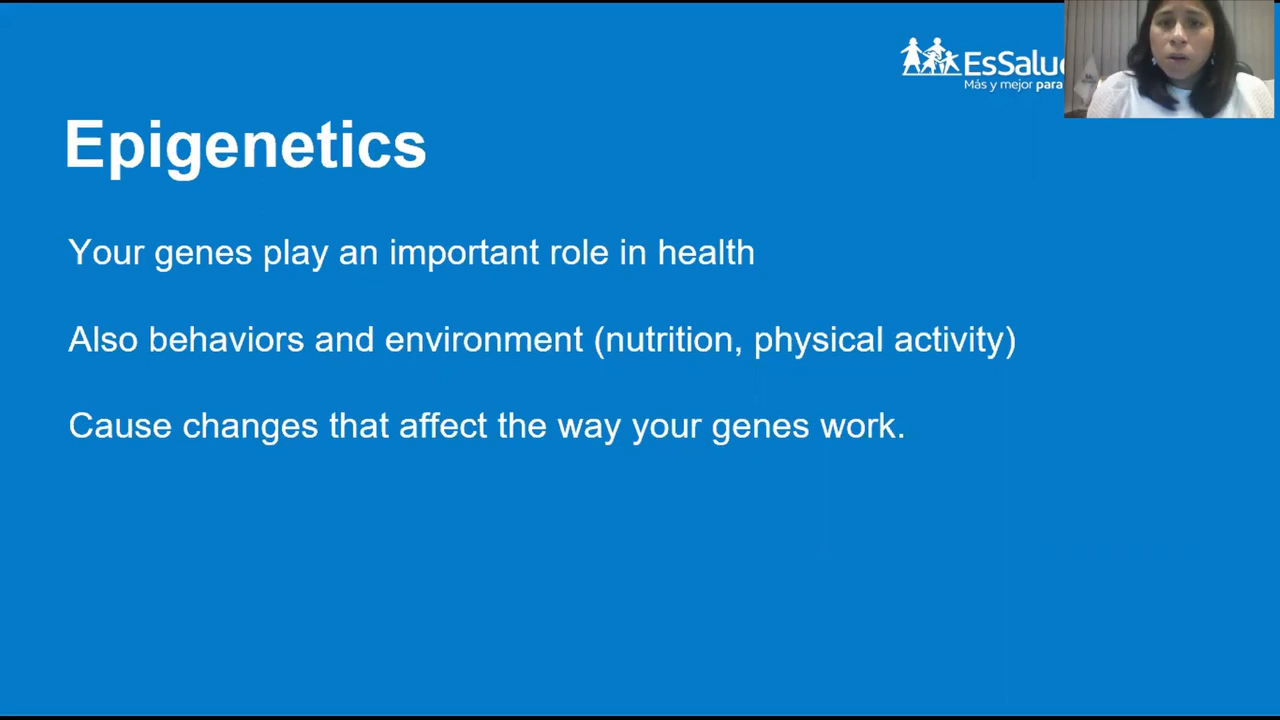 EsSalu
Más y mejor para
Epigenetics
Your genes play an important role in health
Also behaviors and environment (nutrition, physical activity)
Cause changes that affect the way your genes work.